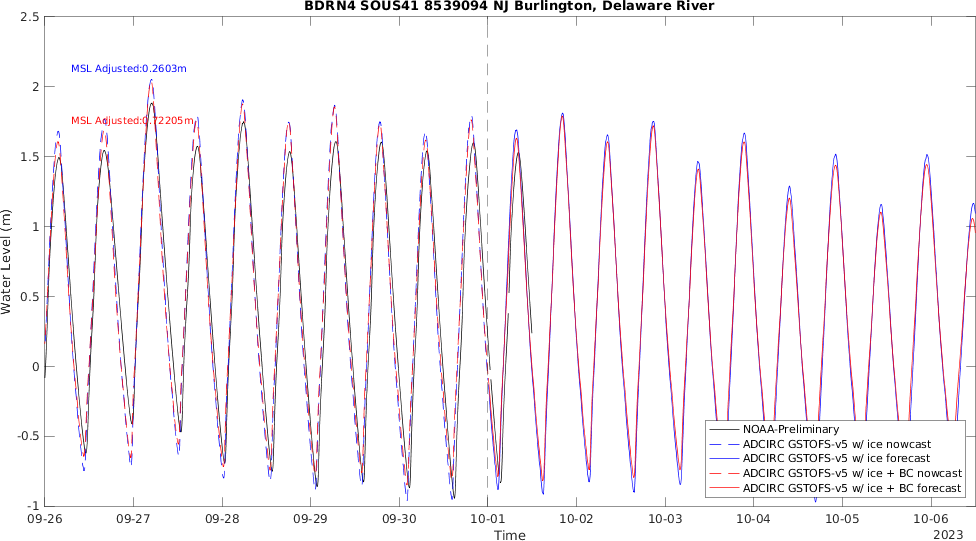 BDRN4 SOUS41 8539094 NJ Burlington, Delaware River
2.5
MSL Adjusted:0.2603m
2
MSL Adjusted:0.72205m
1.5
1
Water Level (m)
0.5
0
-0.5
NOAA-Preliminary
ADCIRC GSTOFS-v5 w/ ice nowcast
ADCIRC GSTOFS-v5 w/ ice forecast
ADCIRC GSTOFS-v5 w/ ice + BC nowcast
ADCIRC GSTOFS-v5 w/ ice + BC forecast
-1
09-26 09-27 09-28 09-29 09-30 10-01 10-02 10-03 10-04 10-05 10-06
Time 2023